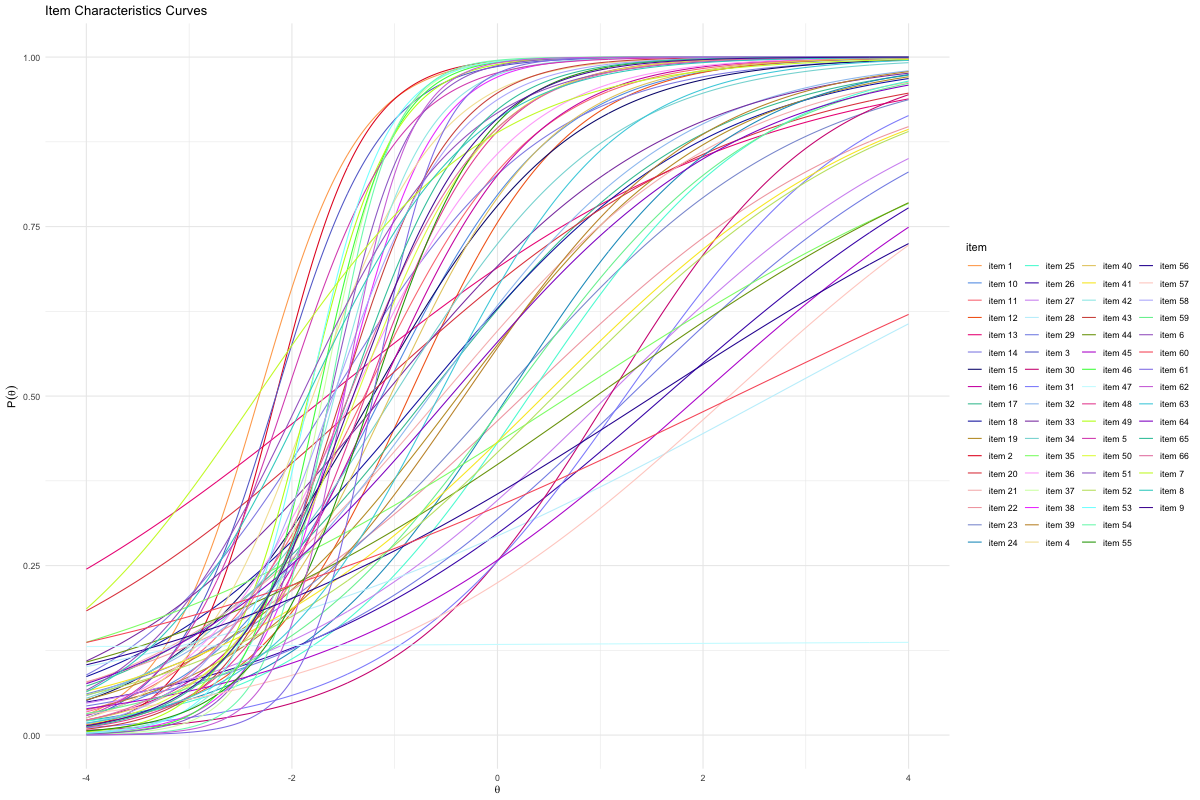 Item Characteristics Curves
1.00
0.75
0.50
0.25
0.00
P(θ)
-4 -2 0 2 4
θ
item
item 1 item 25 item 40 item 56
item 10 item 26 item 41 item 57
item 11 item 27 item 42 item 58
item 12 item 28 item 43 item 59
item 13 item 29 item 44 item 6
item 14 item 3 item 45 item 60
item 15 item 30 item 46 item 61
item 16 item 31 item 47 item 62
item 17 item 32 item 48 item 63
item 18 item 33 item 49 item 64
item 19 item 34 item 5 item 65
item 2 item 35 item 50 item 66
item 20 item 36 item 51 item 7
item 21 item 37 item 52 item 8
item 22 item 38 item 53 item 9
item 23 item 39 item 54
item 24 item 4 item 55